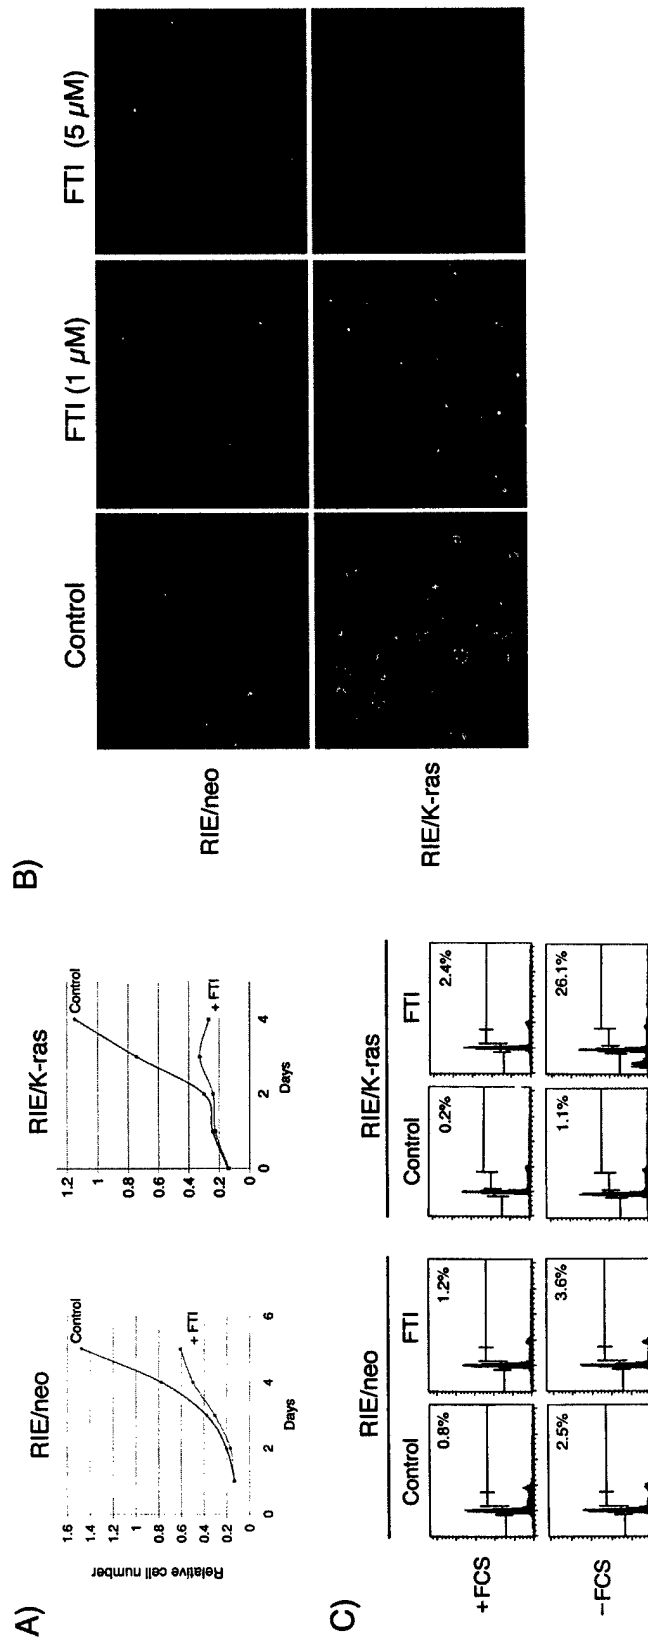 A)
RIE/neo
Relative cell number
1.6
1.4
1.2
1
0.8
0.6
0.4
0.2
0
Control
+ FTI
0 2 4 6
Days
RIE/K-ras
1.2
1
0.8
0.6
0.4
0.2
0
Control
+ FTI
0 2 4
Days
B)
Control FTI (1 µM) FTI (5 µM)
RIE/neo
RIE/K-ras
C)
RIE/neo RIE/K-ras
Control FTI Control FTI
+FCS 0.8% 1.2% 0.2% 2.4%
−FCS 2.5% 3.6% 1.1% 26.1%